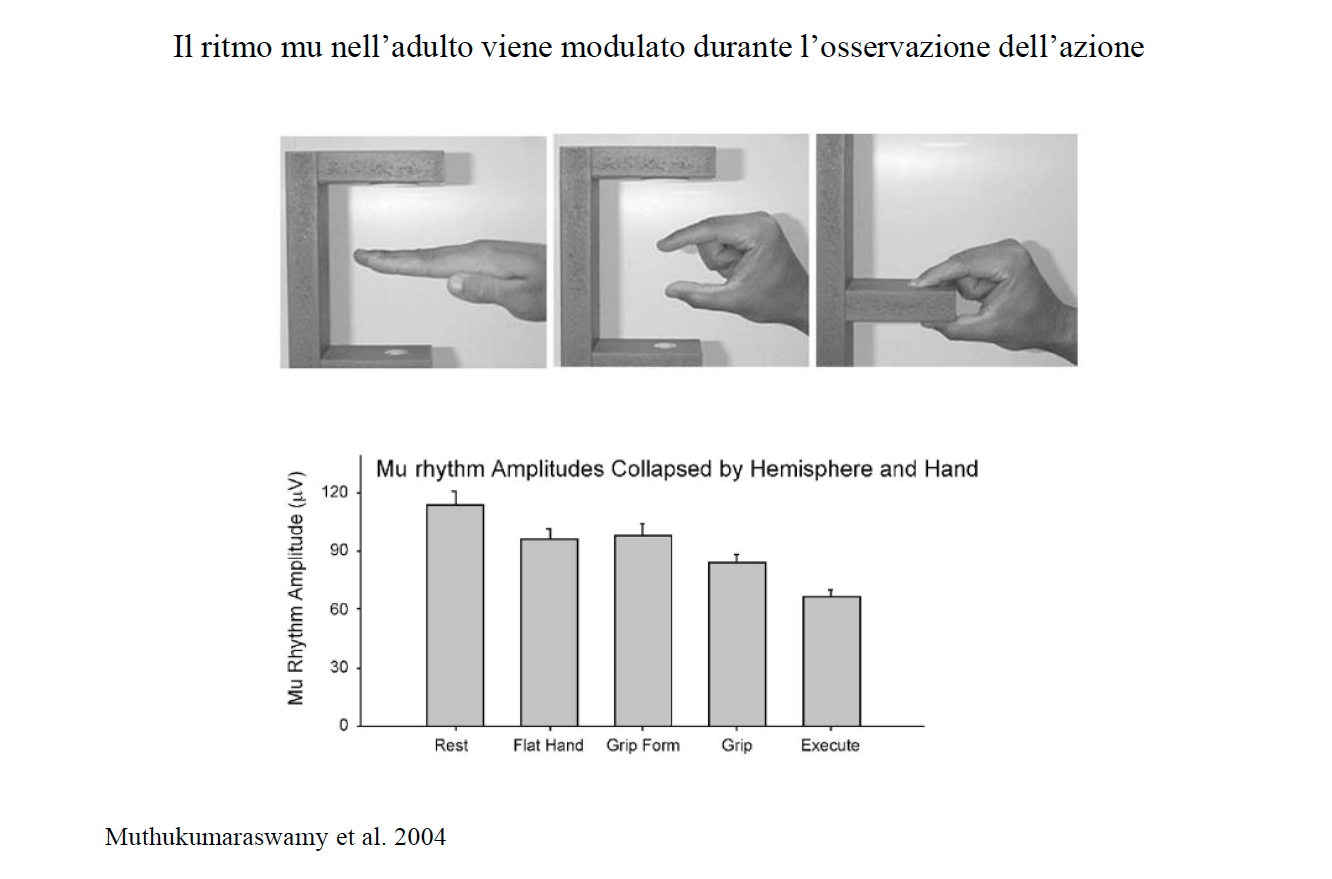 Il ritmo mu nell’adulto viene modulato durante l’osservazione dell’azione
Mu rhythm Amplitudes Collapsed by Hemisphere and Hand
Mu Rhythm Amplitude (μV)
120
90
60
30
0
Rest Flat Hand Grip Form Grip Execute
Muthukumaraswamy et al. 2004